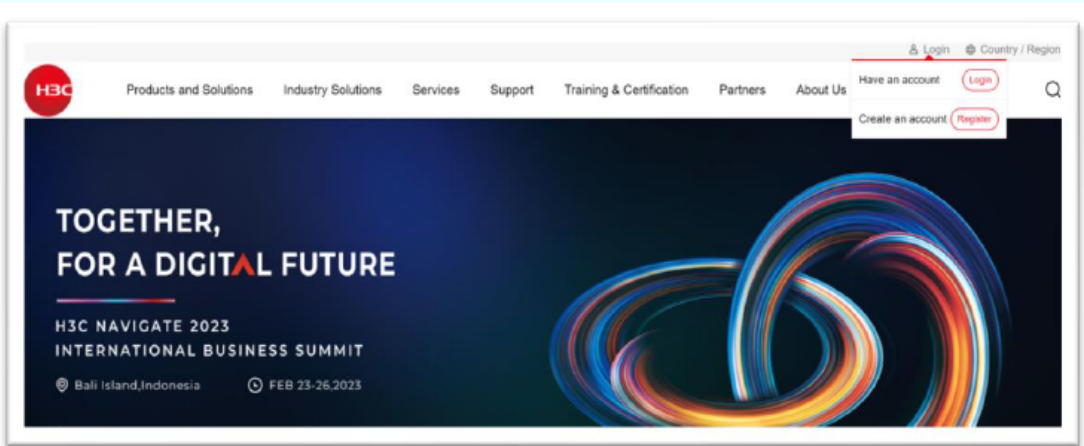 Login Country / Region
H3C
Products and Solutions Industry Solutions Services Support Training & Certification Partners About Us
Have an account Login
Create an account Register
TOGETHER,
FOR A DIGITAL FUTURE
H3C NAVIGATE 2023
INTERNATIONAL BUSINESS SUMMIT
Bali Island,Indonesia FEB 23-26,2023